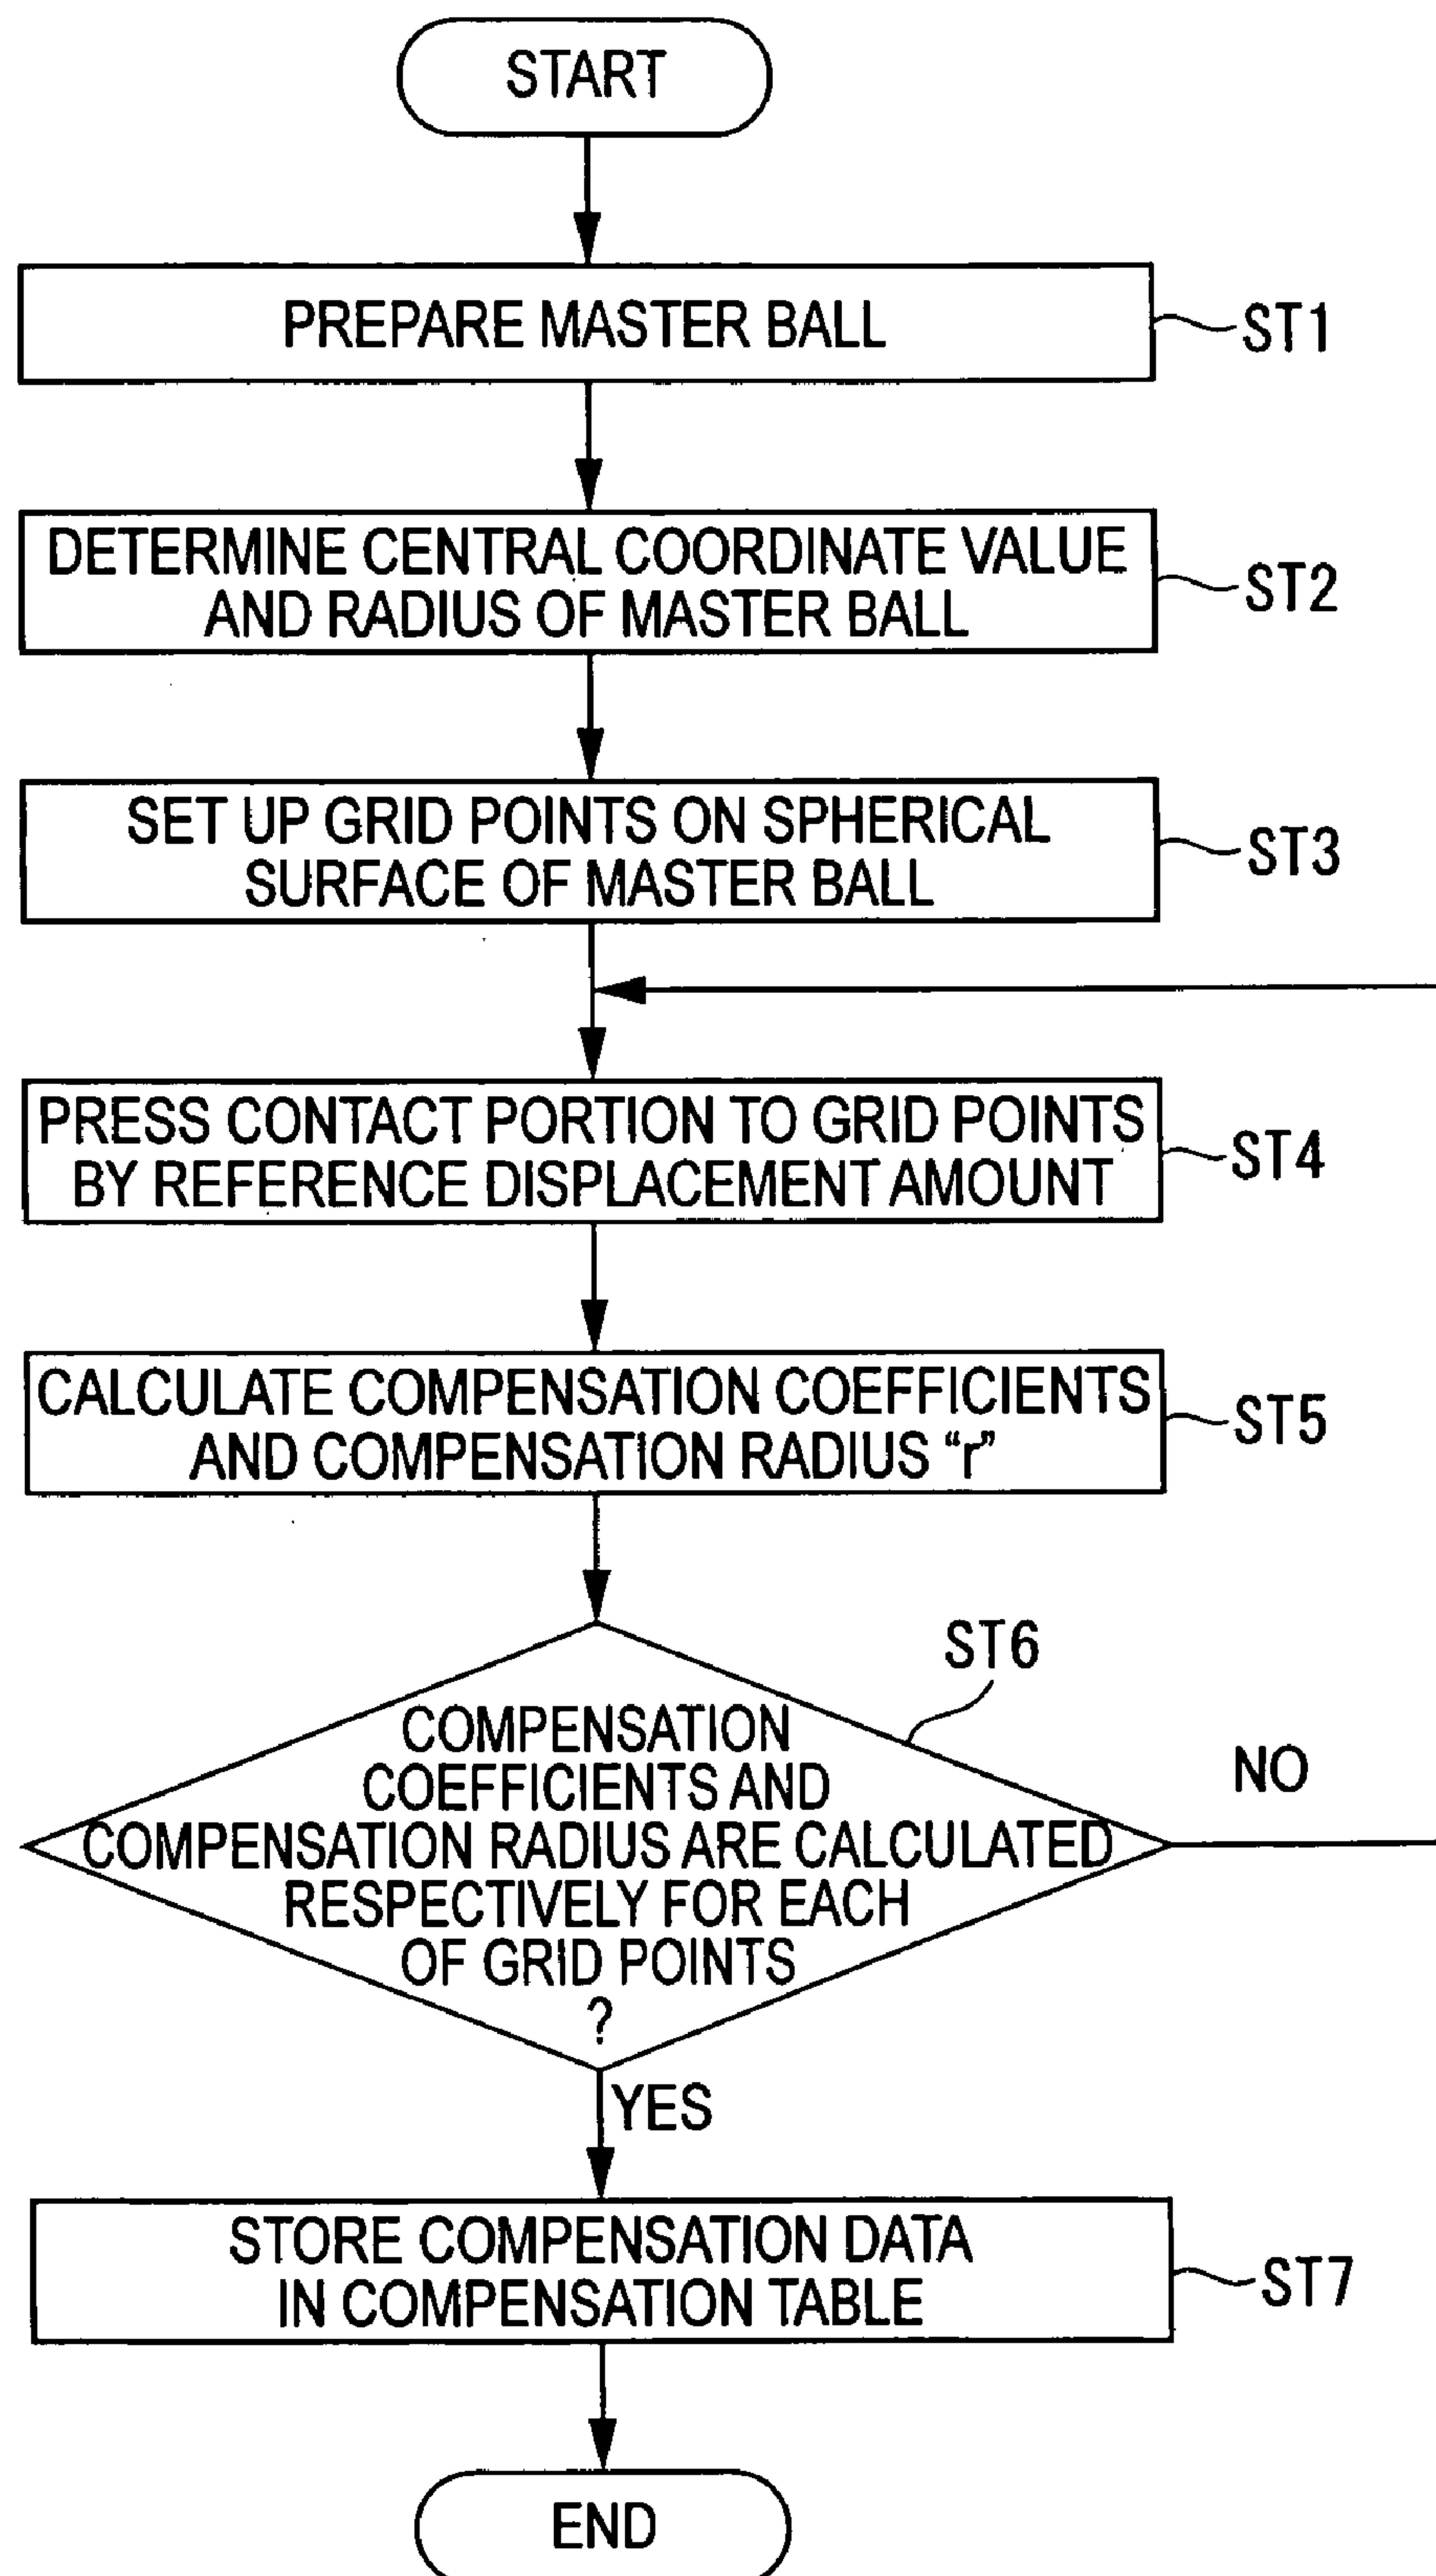 START
PREPARE MASTER BALL
ST1
DETERMINE CENTRAL COORDINATE VALUE
AND RADIUS OF MASTER BALL
ST2
SET UP GRID POINTS ON SPHERICAL
SURFACE OF MASTER BALL
ST3
PRESS CONTACT PORTION TO GRID POINTS
BY REFERENCE DISPLACEMENT AMOUNT
ST4
CALCULATE COMPENSATION COEFFICIENTS
AND COMPENSATION RADIUS “r”
ST5
ST6
COMPENSATION
COEFFICIENTS AND
COMPENSATION RADIUS ARE CALCULATED
RESPECTIVELY FOR EACH
OF GRID POINTS
?
NO
YES
STORE COMPENSATION DATA
IN COMPENSATION TABLE
ST7
END